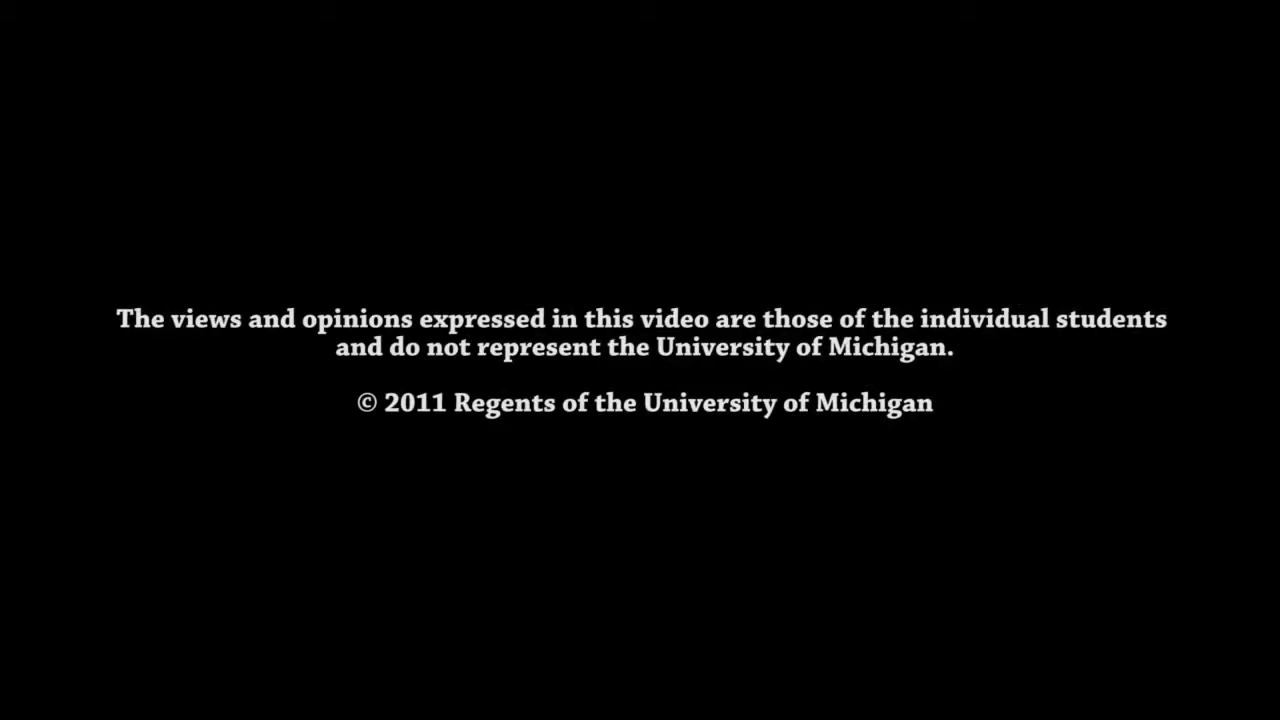 The views and opinions expressed in this video are those of the individual students
and do not represent the University of Michigan.
© 2011 Regents of the University of Michigan